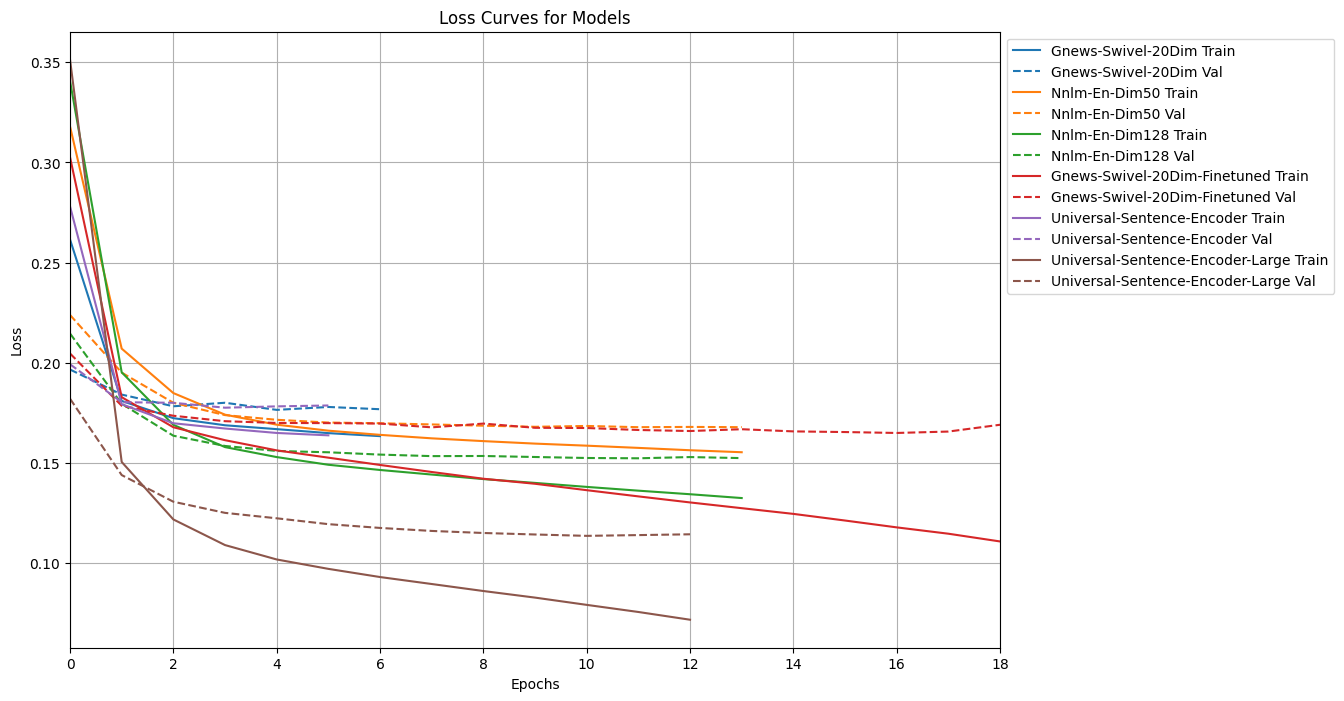 Loss Curves for Models
0.35
0.30
0.25
0.20
0.15
0.10
Loss
0 2 4 6 8 10 12 14 16 18
Epochs
Gnews-Swivel-20Dim Train
Gnews-Swivel-20Dim Val
Nnlm-En-Dim50 Train
Nnlm-En-Dim50 Val
Nnlm-En-Dim128 Train
Nnlm-En-Dim128 Val
Gnews-Swivel-20Dim-Finetuned Train
Gnews-Swivel-20Dim-Finetuned Val
Universal-Sentence-Encoder Train
Universal-Sentence-Encoder Val
Universal-Sentence-Encoder-Large Train
Universal-Sentence-Encoder-Large Val